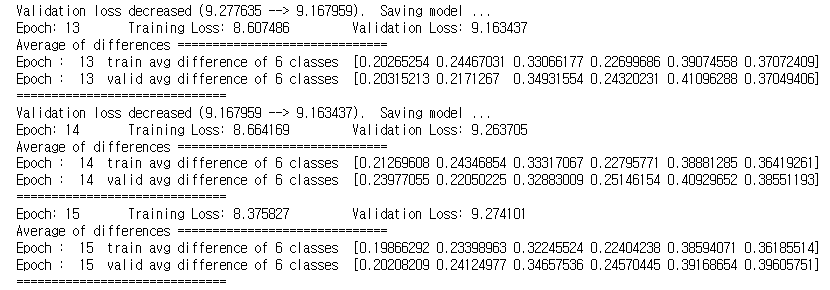 Validation loss decreased (9.277635 --> 9.167959).  Saving model ...
Epoch: 13       Training Loss: 8.607486         Validation Loss: 9.163437
Average of differences ==============================
Epoch :  13  train avg difference of 6 classes  [0.20265254 0.24467031 0.33066177 0.22699686 0.39074558 0.37072409]
Epoch :  13  valid avg difference of 6 classes  [0.20315213 0.2171267  0.34931554 0.24320231 0.41096288 0.37049406]
==============================
Validation loss decreased (9.167959 --> 9.163437).  Saving model ...
Epoch: 14       Training Loss: 8.664169         Validation Loss: 9.263705
Average of differences ==============================
Epoch :  14  train avg difference of 6 classes  [0.21269608 0.24346854 0.33317067 0.22795771 0.38881285 0.36419261]
Epoch :  14  valid avg difference of 6 classes  [0.23977055 0.22050225 0.32883009 0.25146154 0.40929652 0.38551193]
==============================
Epoch: 15       Training Loss: 8.375827         Validation Loss: 9.274101
Average of differences ==============================
Epoch :  15  train avg difference of 6 classes  [0.19866292 0.23398963 0.32245524 0.22404238 0.38594071 0.36185514]
Epoch :  15  valid avg difference of 6 classes  [0.20208209 0.24124977 0.34657536 0.24570445 0.39168654 0.39605751]
==============================